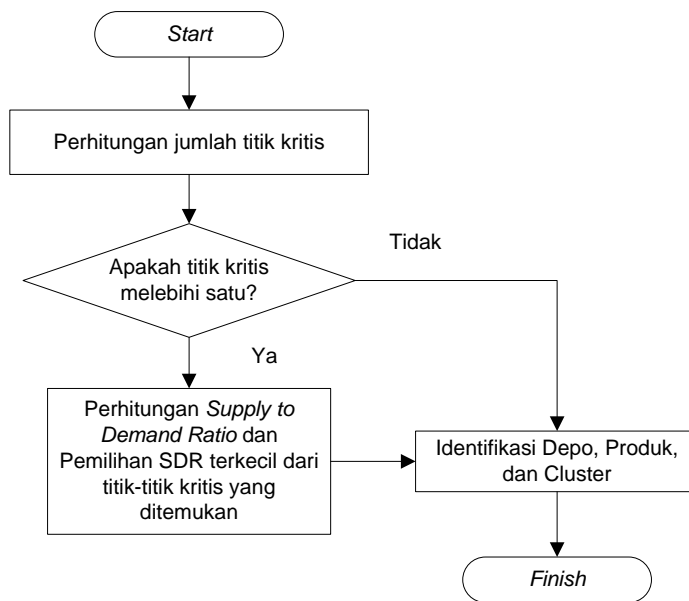 Start
Perhitungan jumlah titik kritis
Apakah titik kritis
melebihi satu?
Tidak
Ya
Perhitungan Supply to
Demand Ratio dan
Pemilihan SDR terkecil dari
titik-titik kritis yang
ditemukan
Identifikasi Depo, Produk,
dan Cluster
Finish